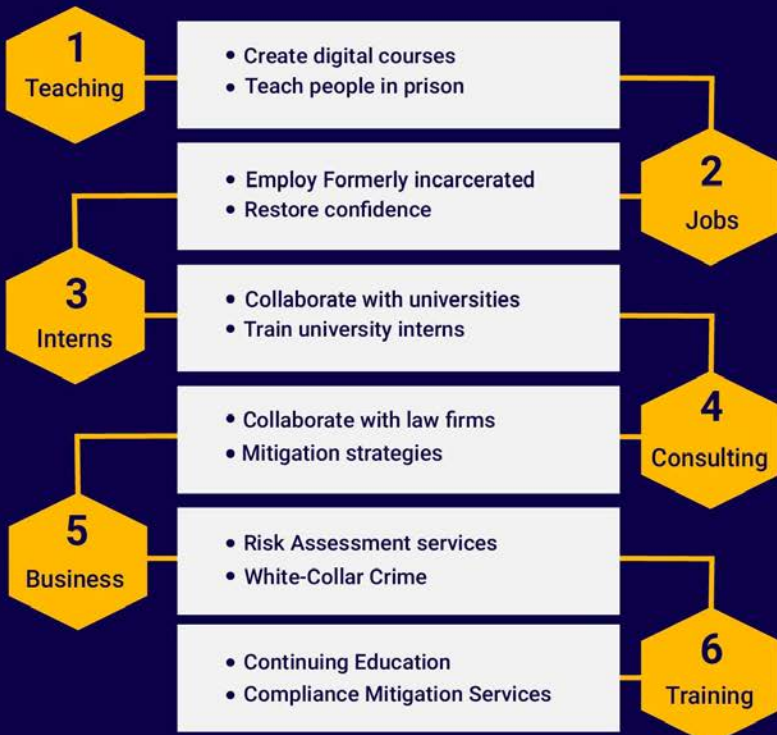 1
Teaching
• Create digital courses
• Teach people in prison
2
Jobs
• Employ Formerly incarcerated
• Restore confidence
3
Interns
• Collaborate with universities
• Train university interns
4
Consulting
• Collaborate with law firms
• Mitigation strategies
5
Business
• Risk Assessment services
• White-Collar Crime
6
Training
• Continuing Education
• Compliance Mitigation Services